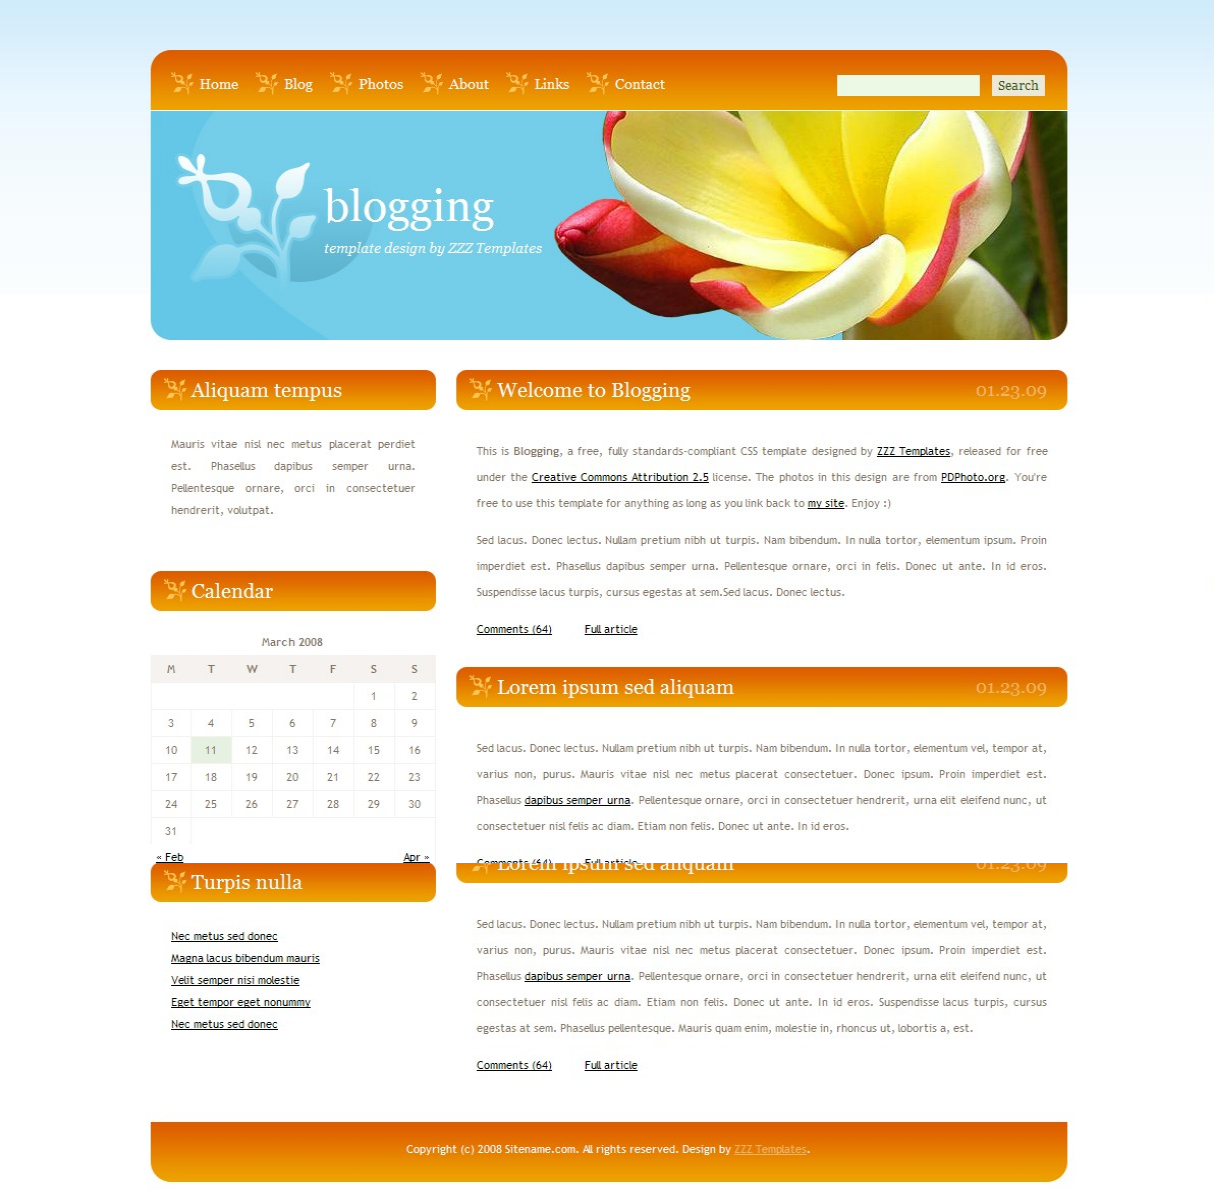 Home Blog Photos About Links Contact Search
blogging
template design by ZZZ Templates
Aliquam tempus
Mauris vitae nisl nec metus placerat perdiet
est. Phasellus dapibus semper urna.
Pellentesque ornare, orci in consectetuer
hendrerit, volutpat.
Calendar
March 2008
M T W T F S S
1 2
3 4 5 6 7 8 9
10 11 12 13 14 15 16
17 18 19 20 21 22 23
24 25 26 27 28 29 30
31
« Feb Apr »
Turpis nulla
Nec metus sed donec
Magna lacus bibendum mauris
Velit semper nisi molestie
Eget tempor eget nonummy
Nec metus sed donec
Welcome to Blogging 01.23.09
This is Blogging, a free, fully standards-compliant CSS template designed by ZZZ Templates, released for free
under the Creative Commons Attribution 2.5 license. The photos in this design are from PDPhoto.org. You're
free to use this template for anything as long as you link back to my site. Enjoy :)
Sed lacus. Donec lectus. Nullam pretium nibh ut turpis. Nam bibendum. In nulla tortor, elementum ipsum. Proin
imperdiet est. Phasellus dapibus semper urna. Pellentesque ornare, orci in felis. Donec ut ante. In id eros.
Suspendisse lacus turpis, cursus egestas at sem.Sed lacus. Donec lectus.
Comments (64) Full article
Lorem ipsum sed aliquam 01.23.09
Sed lacus. Donec lectus. Nullam pretium nibh ut turpis. Nam bibendum. In nulla tortor, elementum vel, tempor at,
varius non, purus. Mauris vitae nisl nec metus placerat consectetuer. Donec ipsum. Proin imperdiet est.
Phasellus dapibus semper urna. Pellentesque ornare, orci in consectetuer hendrerit, urna elit eleifend nunc, ut
consectetuer nisl felis ac diam. Etiam non felis. Donec ut ante. In id eros.
Comments (64) Full article
Lorem ipsum sed aliquam 01.23.09
Sed lacus. Donec lectus. Nullam pretium nibh ut turpis. Nam bibendum. In nulla tortor, elementum vel, tempor at,
varius non, purus. Mauris vitae nisl nec metus placerat consectetuer. Donec ipsum. Proin imperdiet est.
Phasellus dapibus semper urna. Pellentesque ornare, orci in consectetuer hendrerit, urna elit eleifend nunc, ut
consectetuer nisl felis ac diam. Etiam non felis. Donec ut ante. In id eros. Suspendisse lacus turpis, cursus
egestas at sem. Phasellus pellentesque. Mauris quam enim, molestie in, rhoncus ut, lobortis a, est.
Comments (64) Full article
Copyright (c) 2008 Sitename.com. All rights reserved. Design by ZZZ Templates.